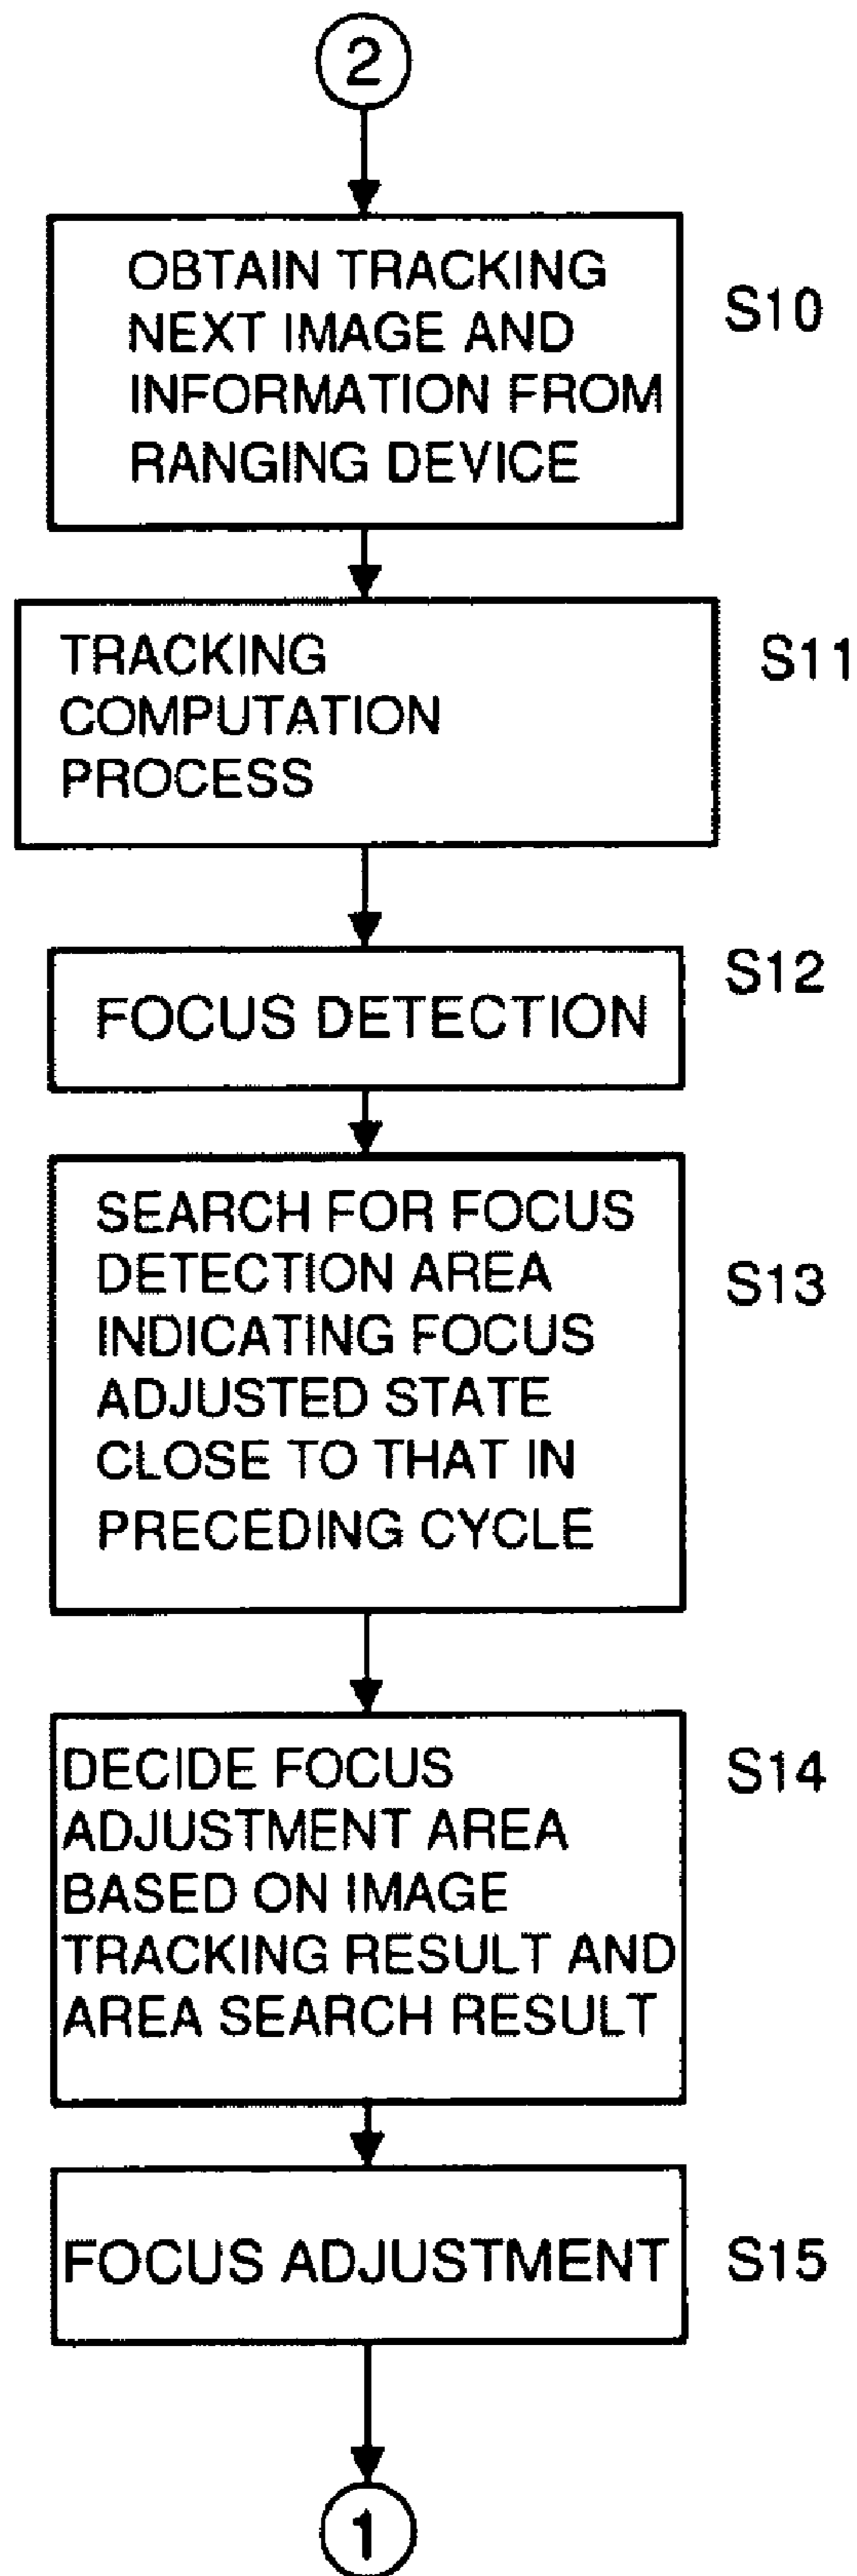 2
OBTAIN TRACKING
NEXT IMAGE AND
INFORMATION FROM
RANGING DEVICE
S10
TRACKING
COMPUTATION
PROCESS
S11
FOCUS DETECTION
S12
SEARCH FOR FOCUS
DETECTION AREA
INDICATING FOCUS
ADJUSTED STATE
CLOSE TO THAT IN
PRECEDING CYCLE
S13
DECIDE FOCUS
ADJUSTMENT AREA
BASED ON IMAGE
TRACKING RESULT AND
AREA SEARCH RESULT
S14
FOCUS ADJUSTMENT
S15
1